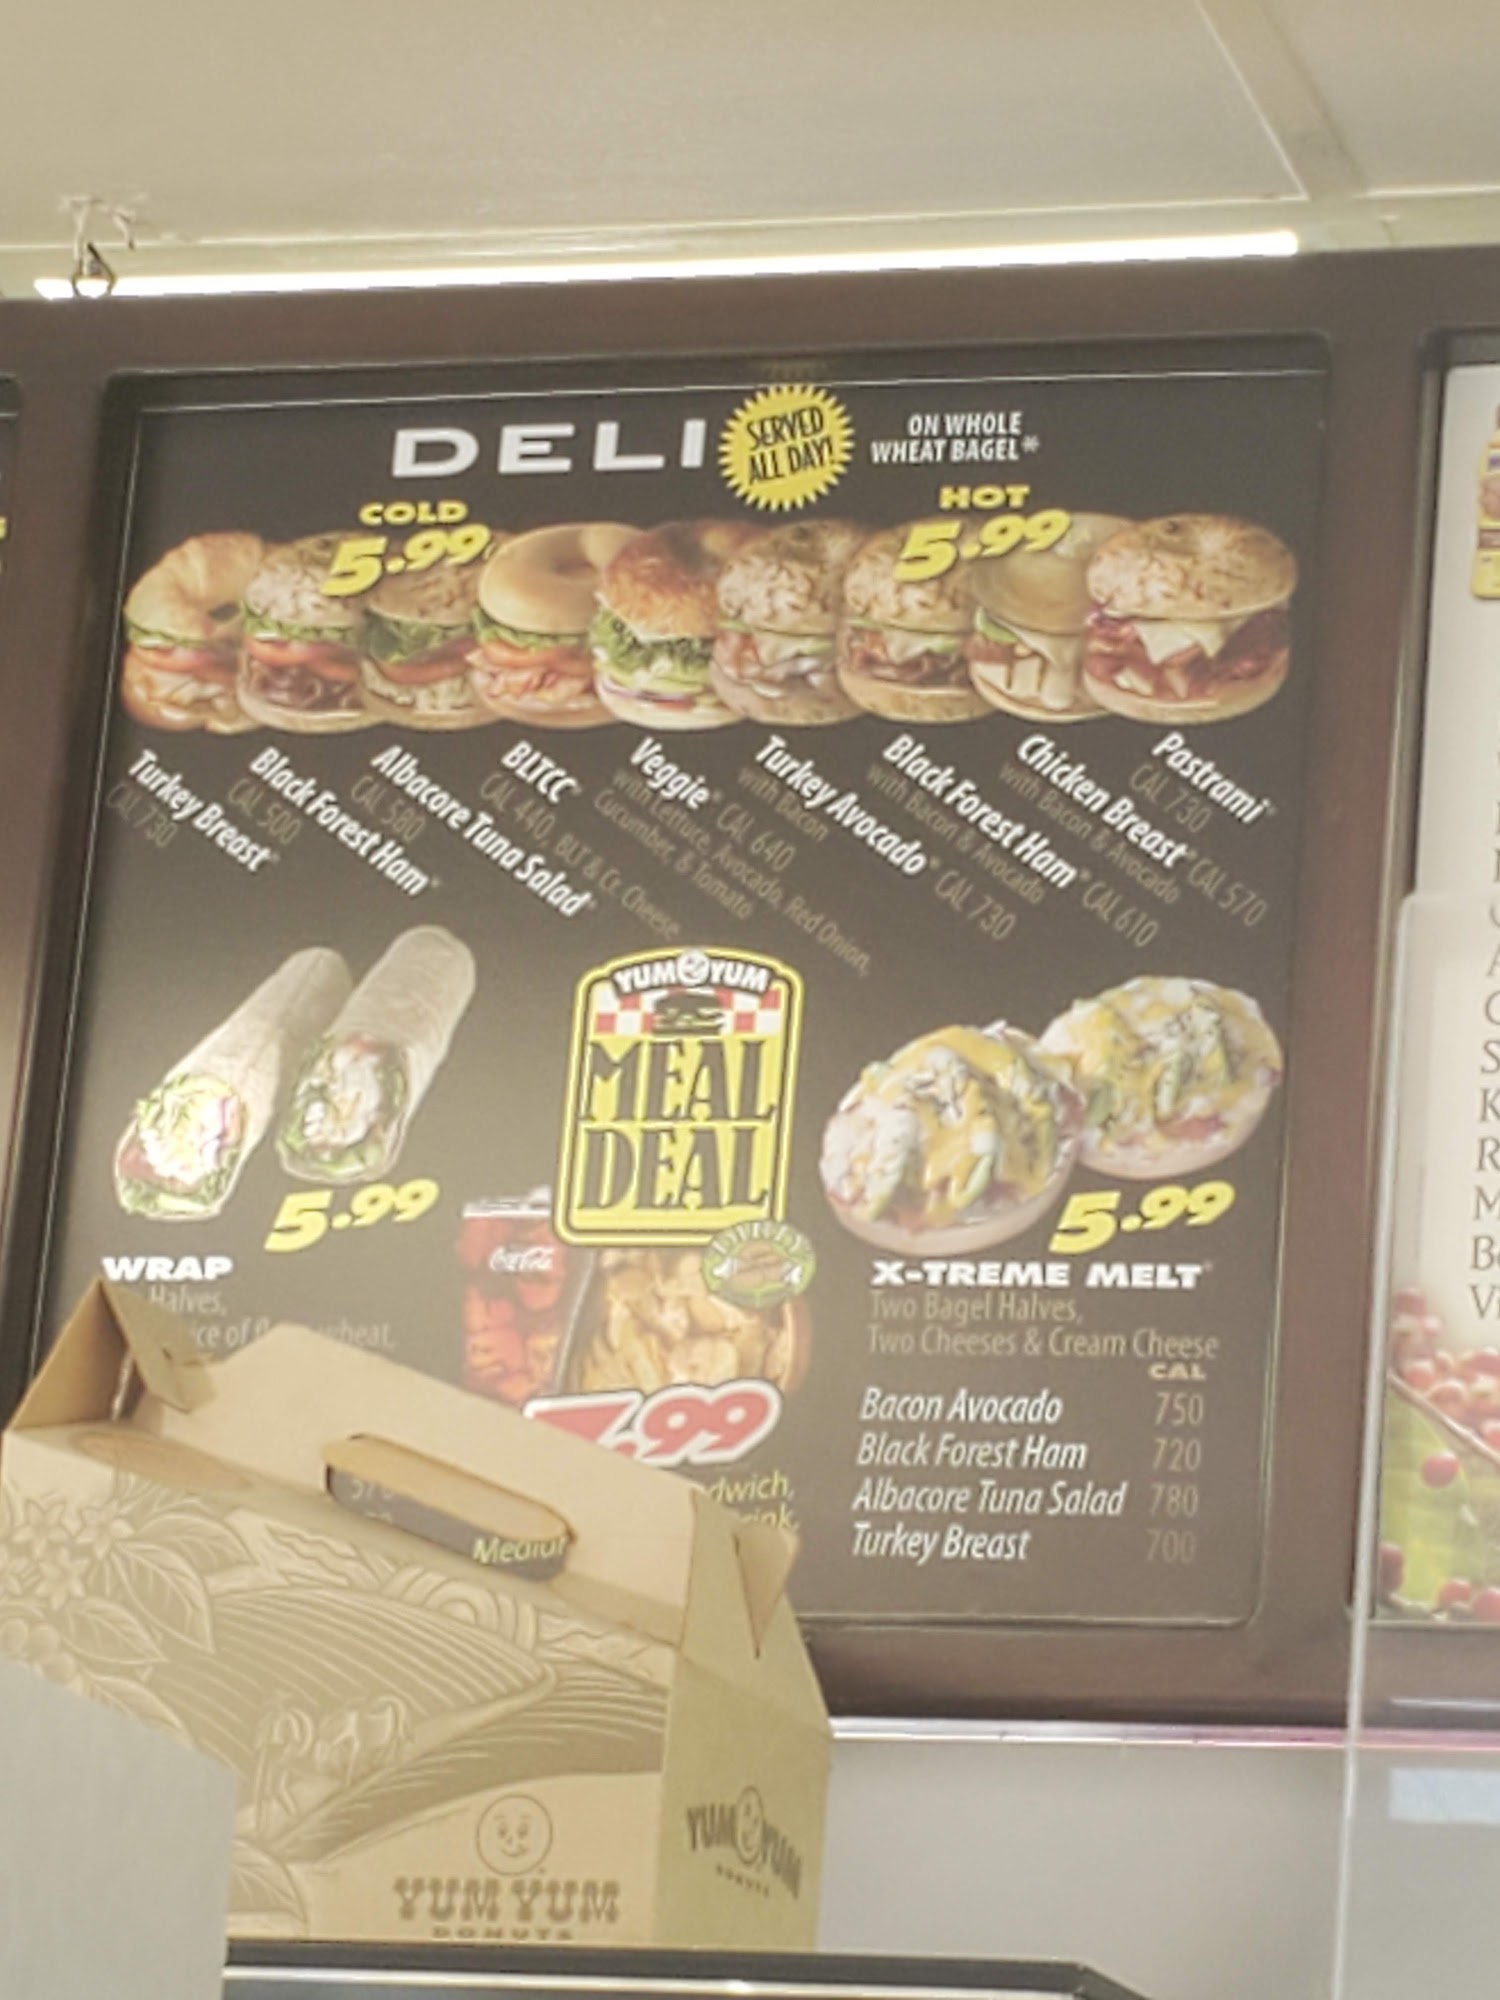 DELI
SERVED
ALL DAY!
ON WHOLE
WHEAT BAGEL*
COLD
5.99
HOT
5.99
Turkey Breast*
CAL 730
Black Forest Ham*
CAL 500
Albacore Tuna Salad*
CAL 580
BLTCC*
CAL 440, BLT & Cr. Cheese
Veggie* CAL 640
with Lettuce, Avocado, Red Onion,
Cucumber, & Tomato
Turkey Avocado* CAL 730
with Bacon
Black Forest Ham* CAL 610
with Bacon & Avocado
Chicken Breast* CAL 570
with Bacon & Avocado
Pastrami*
CAL 730
5.99
WRAP
Halves,
wheat,
YUM YUM
MEAL
DEAL
Coca-Cola
.99
5.99
X-TREME MELT*
Two Bagel Halves,
Two Cheeses & Cream Cheese
CAL
Bacon Avocado 750
Black Forest Ham 720
Albacore Tuna Salad 780
Turkey Breast 700
YUM YUM
DONUTS
YUM YUM
DONUTS